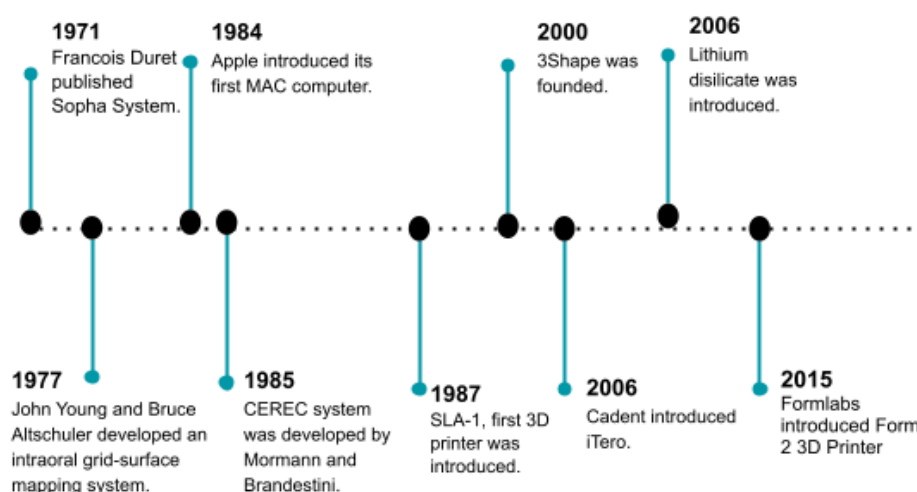 1971
Francois Duret
published
Sopha System.
1984
Apple introduced its
first MAC computer.
2000
3Shape was
founded.
2006
Lithium
disilicate was
introduced.
1977
John Young and Bruce
Altschuler developed an
intraoral grid-surface
mapping system.
1985
CEREC system
was developed by
Mormann and
Brandestini.
1987
SLA-1, first 3D
printer was
introduced.
2006
Cadent introduced
iTero.
2015
Formlabs
introduced Form
2 3D Printer